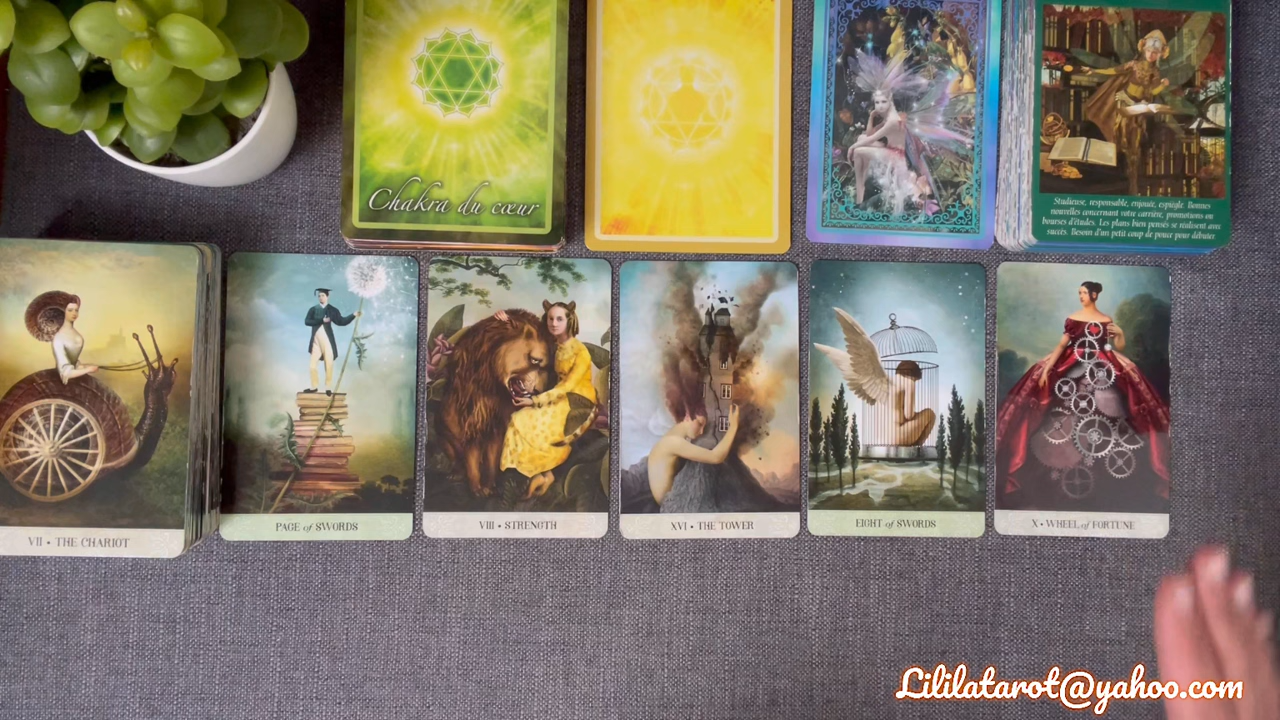 Chakra du cœur
Studieuse, responsable, enjouée, espiègle. Bonnes
nouvelles concernant votre carrière, promotions ou
bourses d'études. Les plans bien pensés se réalisent avec
succès. Besoin d'un petit coup de pouce pour débuter
VII • THE CHARIOT
PAGE of SWORDS
VIII • STRENGTH
XVI • THE TOWER
EIGHT of SWORDS
X • WHEEL of FORTUNE
Lililatarot@yahoo.com